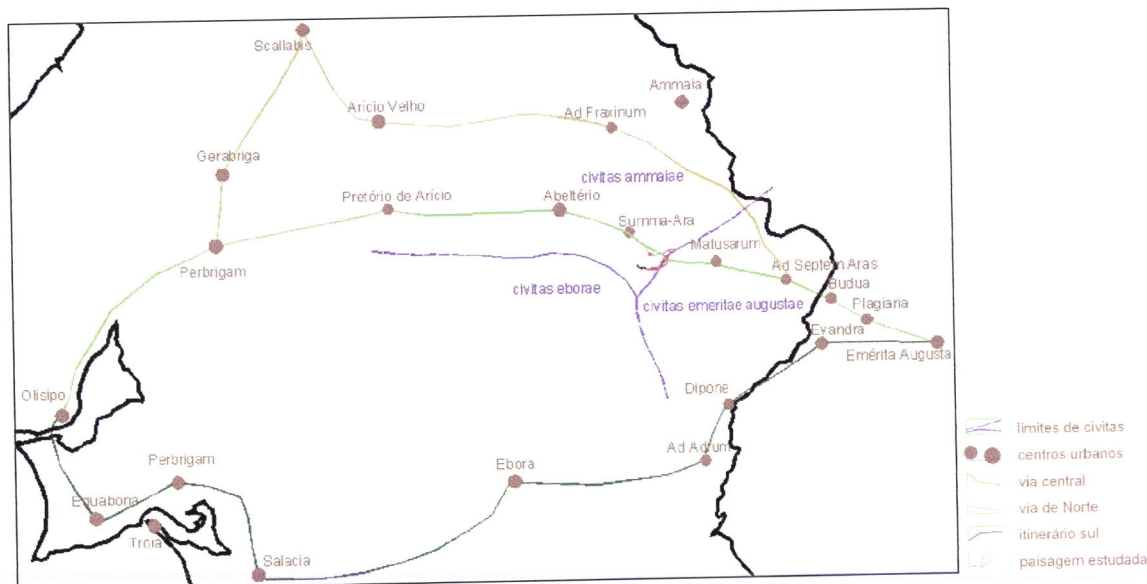 Scallabis
Ammaia
Arício Velho
Ad Fraxinum
Gerabriga
civitas ammaiae
Pretório de Arício
Abeltério
Summa-Ara
Matusarum
Perbrigam
Ad Septem Aras
civitas eborae
civitas emeritae augustae
Budua
Plagiaria
Evandra
Emérita Augusta
Dipone
Olisipo
Ad Adrum
Ebora
Perbrigam
Equabona
Troia
Salacia
limites de civitas
centros urbanos
via central
via de Norte
itinerário sul
paisagem estudada